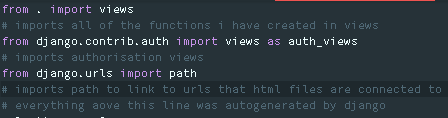 from . import views
# imports all of the functions i have created in views
from django.contrib.auth import views as auth_views
# imports authorisation views
from django.urls import path
# imports path to link to urls that html files are connected to
# everything aove this line was autogenerated by django